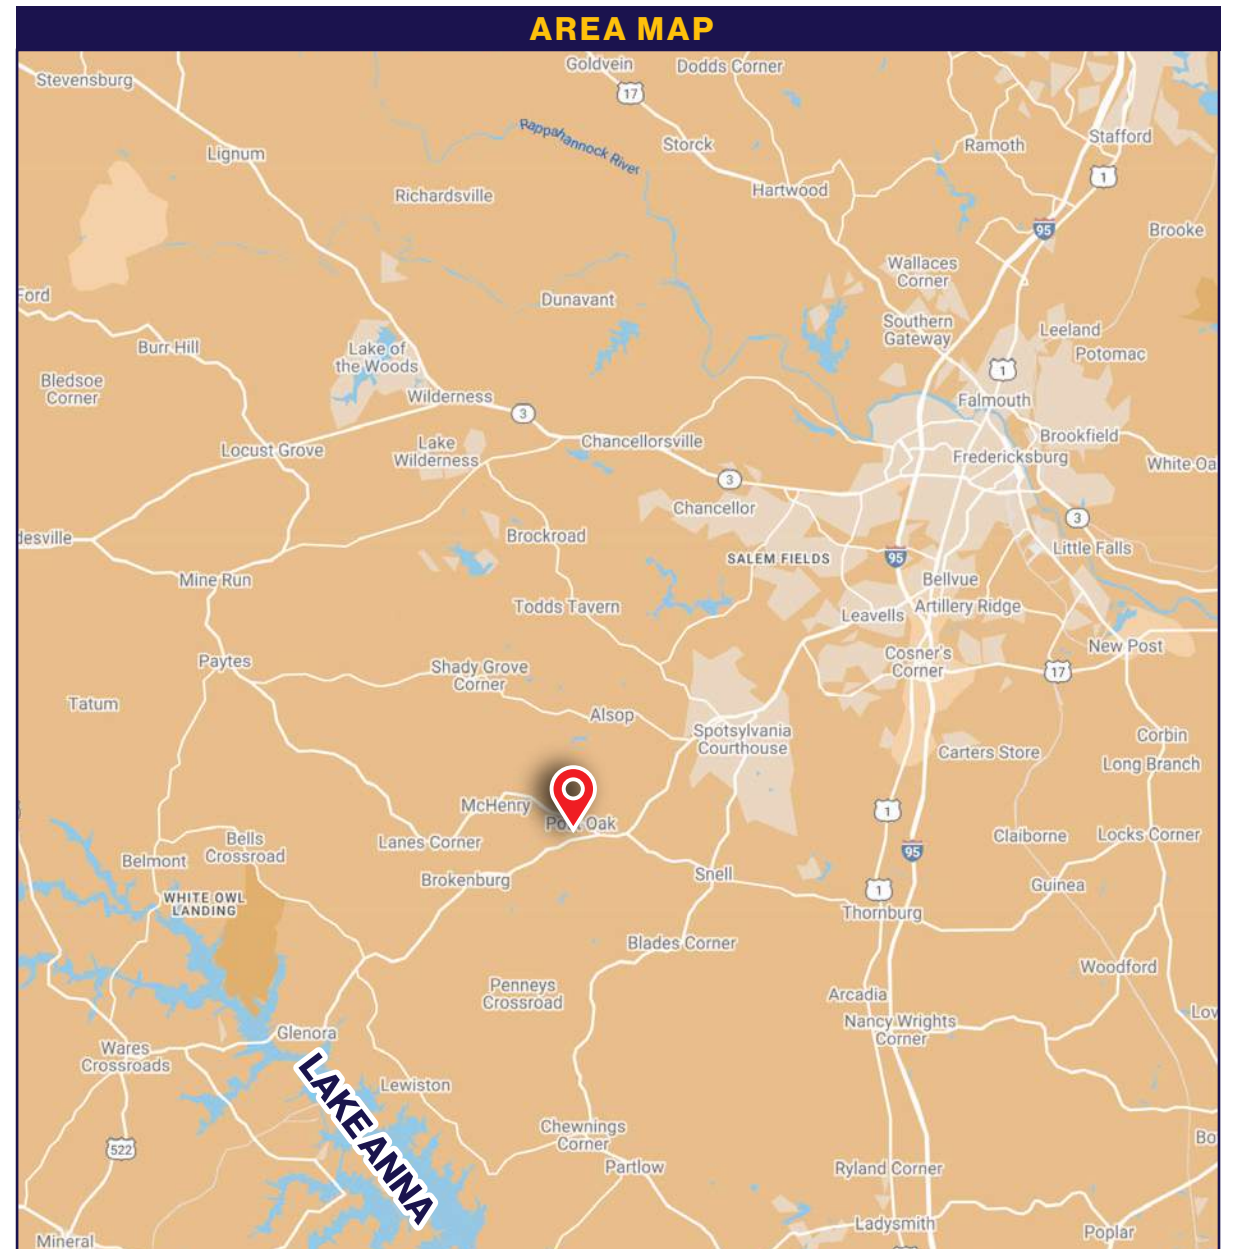 AREA MAP
Goldvein
Dodds Corner
Stevensburg
17
Rappahannock River
Storck
Ramoth
Stafford
Lignum
1
Richardsville
Hartwood
95
Brooke
Wallaces
Corner
Ford
Dunavant
Southern
Gateway
Leeland
Burr Hill
Lake of
the Woods
Potomac
1
Bledsoe
Corner
Wilderness
3
Falmouth
Locust Grove
Lake
Wilderness
Chancellorsville
Brookfield
Fredericksburg
White Oa
3
Chancellor
3
desville
Brockroad
SALEM FIELDS
95
Little Falls
Mine Run
Bellvue
Todds Tavern
Leavells
Artillery Ridge
Paytes
Shady Grove
Corner
Cosner's
Corner
New Post
17
Tatum
Alsop
Spotsylvania
Courthouse
Carters Store
Corbin
Long Branch
McHenry
Post Oak
1
Lanes Corner
Claiborne
Locks Corner
Bells
Crossroad
Belmont
95
Brokenburg
Snell
1
Guinea
WHITE OWL
LANDING
Thornburg
Blades Corner
Woodford
Penneys
Crossroad
Arcadia
Nancy Wrights
Corner
Lov
Glenora
Wares
Crossroads
LAKE ANNA
Lewiston
Chewnings
Corner
522
Bo
Partlow
Ryland Corner
Ladysmith
Poplar
Mineral